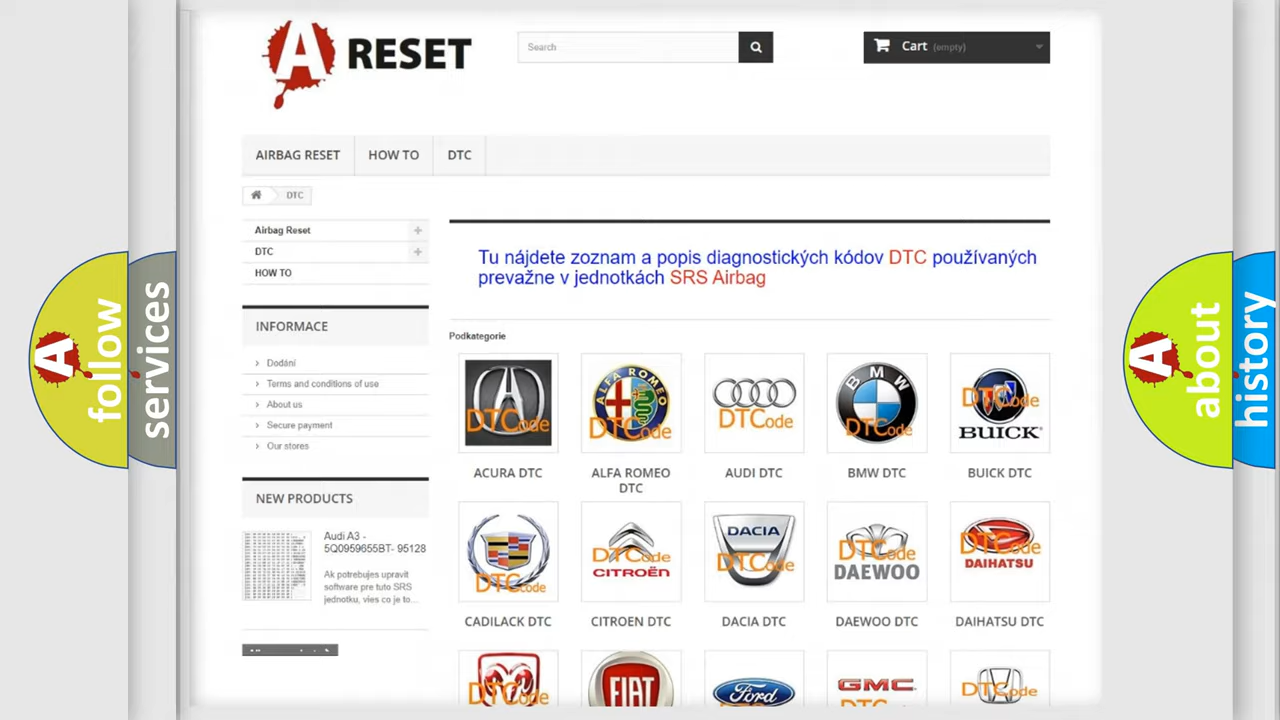 A RESET
Search
Cart (empty)
AIRBAG RESET
HOW TO
DTC
DTC
Airbag Reset
DTC
HOW TO
INFORMACE
Dodání
Terms and conditions of use
About us
Secure payment
Our stores
NEW PRODUCTS
Audi A3 -
5Q0959655BT- 95128
Ak potrebujes upravit
software pre tuto SRS
jednotku, vies co je to...
Tu nájdete zoznam a popis diagnostických kódov DTC používaných
prevažne v jednotkách SRS Airbag
Podkategorie
DTCode
ALFA ROMEO
DTCode
DTCode
BMW
DTCode
DTCode
BUICK
ACURA DTC
ALFA ROMEO
DTC
AUDI DTC
BMW DTC
BUICK DTC
DTCode
DTCode
CITROËN
DACIA
DTCode
DTCode
DAEWOO
DTCode
DAIHATSU
CADILACK DTC
CITROEN DTC
DACIA DTC
DAEWOO DTC
DAIHATSU DTC
DTCode
FIAT
Ford
GMC
DTCode
A follow
services
A about
history